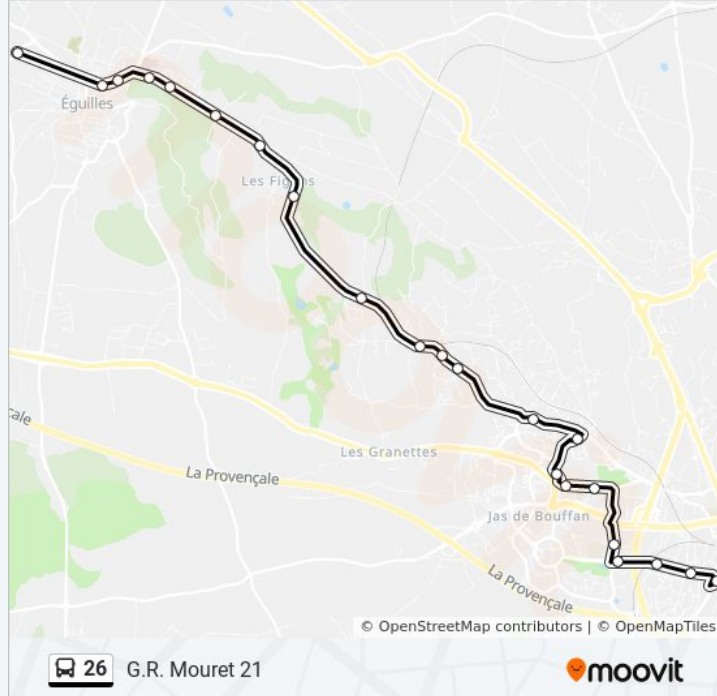 Éguilles
Les Figons
Les Granettes
cale
La Provençale
Jas de Bouffan
La Provençale
© OpenStreetMap contributors | © OpenMapTiles
26 G.R. Mouret 21
moovit